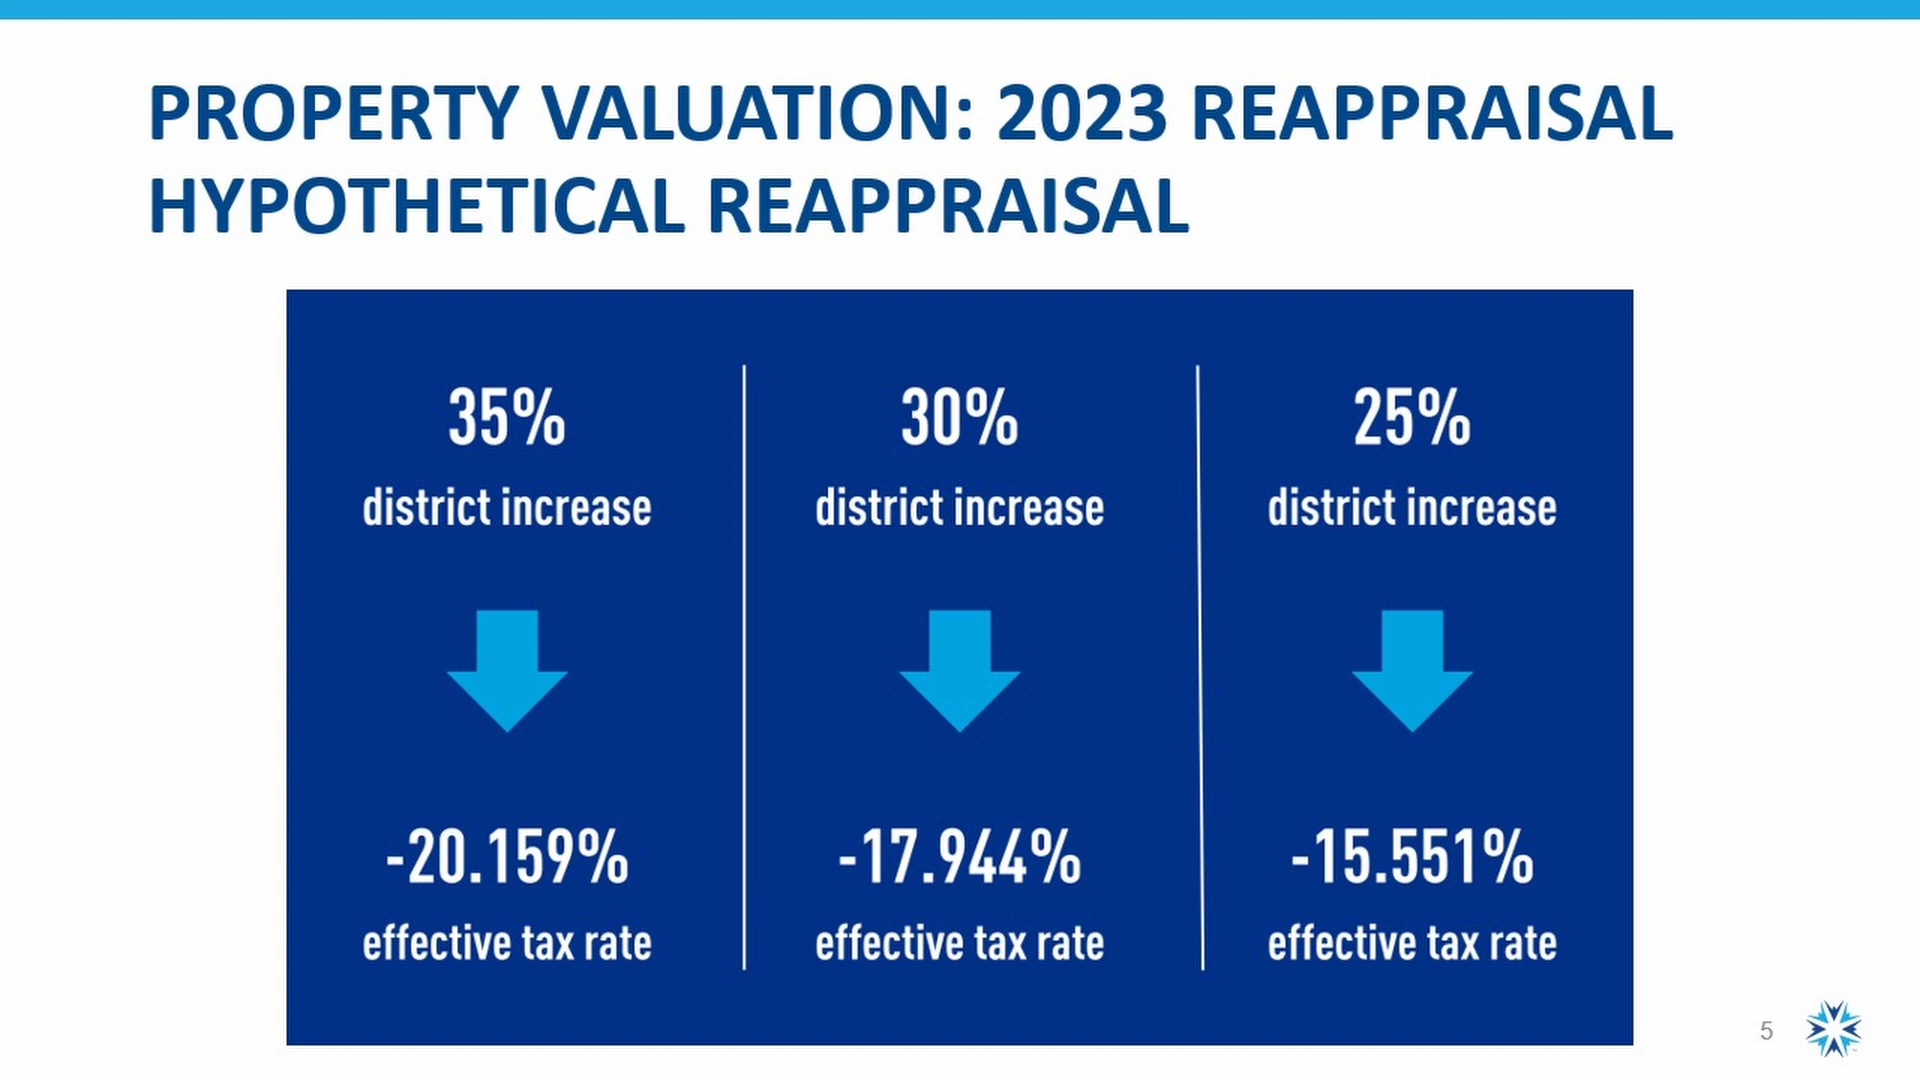 PROPERTY VALUATION: 2023 REAPPRAISAL
HYPOTHETICAL REAPPRAISAL
35%
district increase
-20.159%
effective tax rate
30%
district increase
-17.944%
effective tax rate
25%
district increase
-15.551%
effective tax rate
5